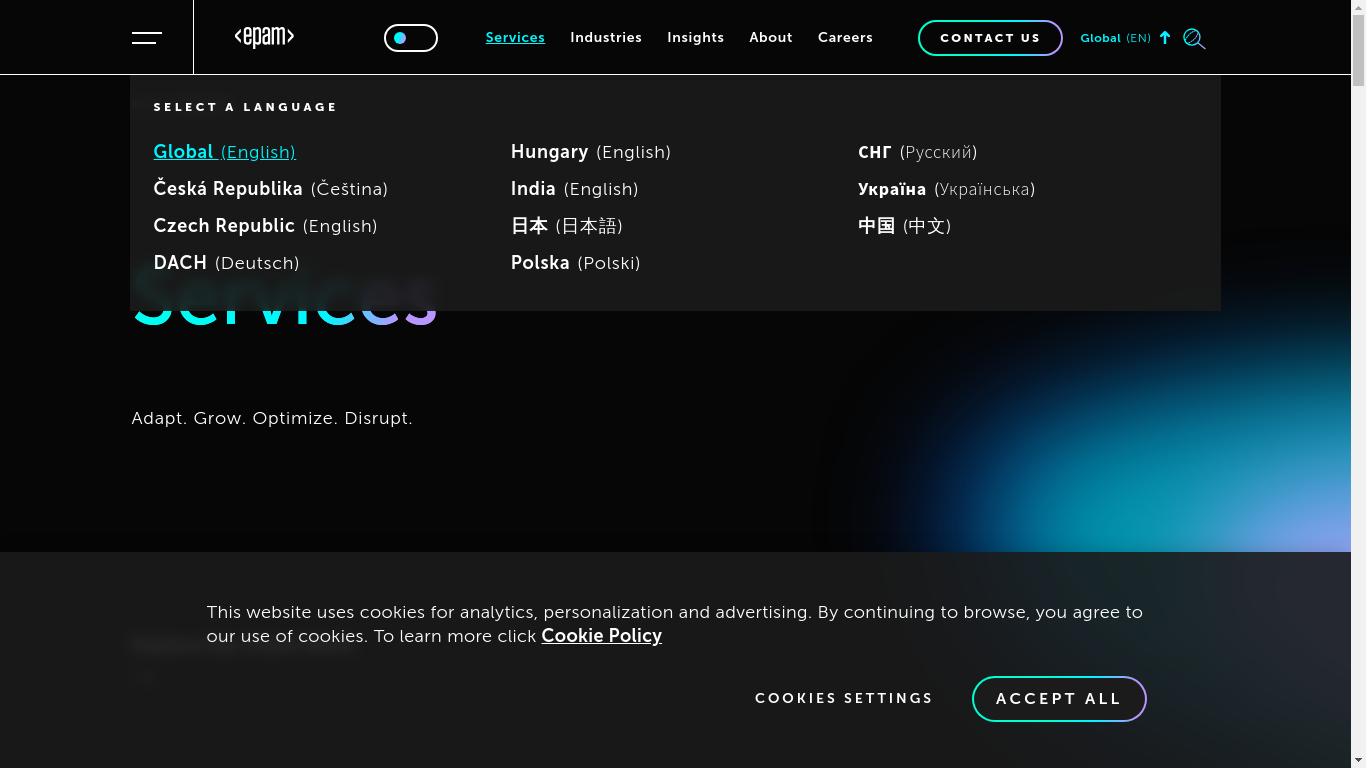 <epam>
Services
Industries
Insights
About
Careers
CONTACT US
Global (EN)
SELECT A LANGUAGE
Global (English)
Česká Republika (Čeština)
Czech Republic (English)
DACH (Deutsch)
Hungary (English)
India (English)
日本 (日本語)
Polska (Polski)
СНГ (Русский)
Україна (Українська)
中国 (中文)
Services
Adapt. Grow. Optimize. Disrupt.
This website uses cookies for analytics, personalization and advertising. By continuing to browse, you agree to
our use of cookies. To learn more click Cookie Policy
COOKIES SETTINGS
ACCEPT ALL